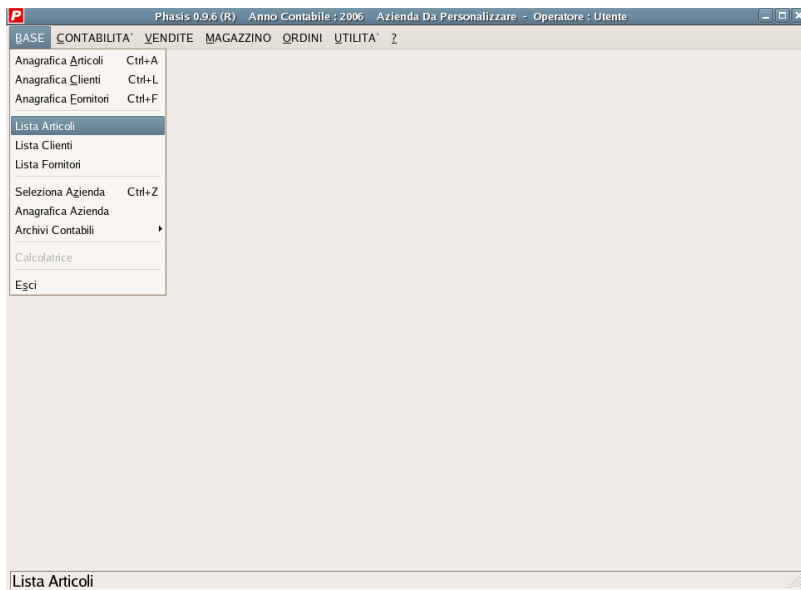 P Phasis 0.9.6 (R) Anno Contabile : 2006 Azienda Da Personalizzare - Operatore : Utente
BASE CONTABILITA` VENDITE MAGAZZINO ORDINI UTILITA` ?
Anagrafica Articoli Ctrl+A
Anagrafica Clienti Ctrl+L
Anagrafica Fornitori Ctrl+F
Lista Articoli
Lista Clienti
Lista Fornitori
Seleziona Azienda Ctrl+Z
Anagrafica Azienda
Archivi Contabili
Calcolatrice
Esci
Lista Articoli